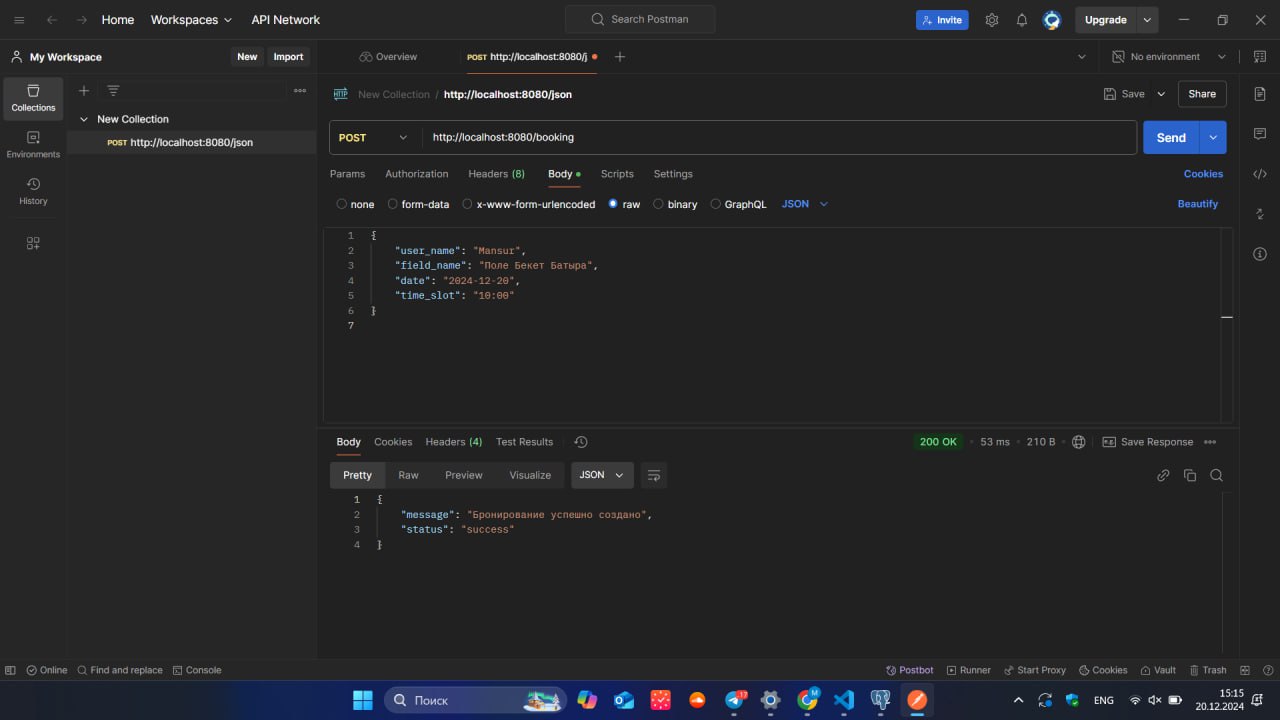 Home Workspaces API Network Search Postman Invite Upgrade
My Workspace New Import Overview POST http://localhost:8080/j No environment
Collections
Environments
History
New Collection
POST http://localhost:8080/json
New Collection / http://localhost:8080/json Save Share
POST http://localhost:8080/booking Send
Params Authorization Headers (8) Body Scripts Settings Cookies
none form-data x-www-form-urlencoded raw binary GraphQL JSON Beautify
1 {
2 "user_name": "Mansur",
3 "field_name": "Поле Бекет Батыра",
4 "date": "2024-12-20",
5 "time_slot": "10:00"
6 }
7
Body Cookies Headers (4) Test Results 200 OK 53 ms 210 B Save Response
Pretty Raw Preview Visualize JSON
1 {
2 "message": "Бронирование успешно создано",
3 "status": "success"
4 }
Online Find and replace Console Postbot Runner Start Proxy Cookies Vault Trash
Поиск 17 M ENG 15:15
20.12.2024